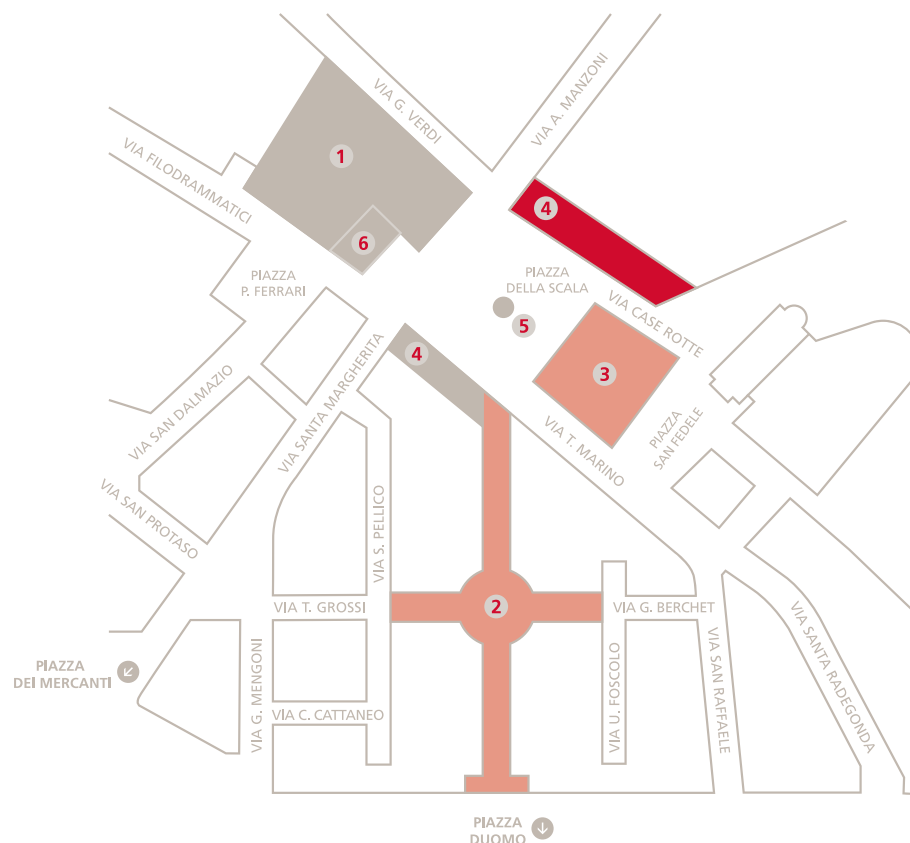 VIA G. VERDI
VIA A. MANZONI
1
VIA FILODRAMMATICI
4
6
PIAZZA
P. FERRARI
PIAZZA
DELLA SCALA
5
VIA CASE ROTTE
4
3
VIA SANTA MARGHERITA
VIA SAN DALMAZIO
VIA T. MARINO
PIAZZA
SAN FEDELE
VIA SAN PROTASO
VIA S. PELLICO
2
VIA T. GROSSI
VIA G. BERCHET
PIAZZA
DEI MERCANTI
VIA G. MENGONI
VIA C. CATTANEO
VIA U. FOSCOLO
VIA SAN RAFFAELE
VIA SANTA RADEGONDA
PIAZZA
DUOMO